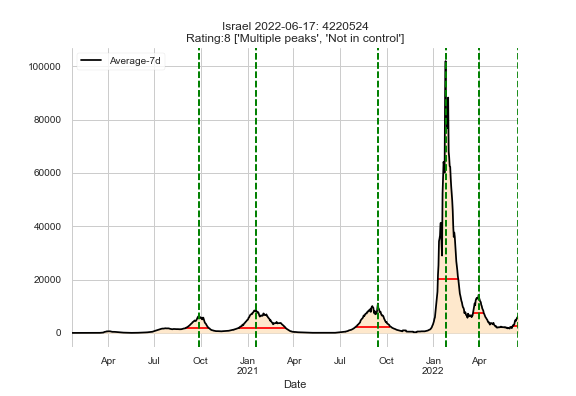 Israel 2022-06-17: 4220524
Rating:8 ['Multiple peaks', 'Not in control']
Average-7d
100000
80000
60000
40000
20000
0
Apr Jul Oct Jan Apr Jul Oct Jan Apr
2021 2022
Date